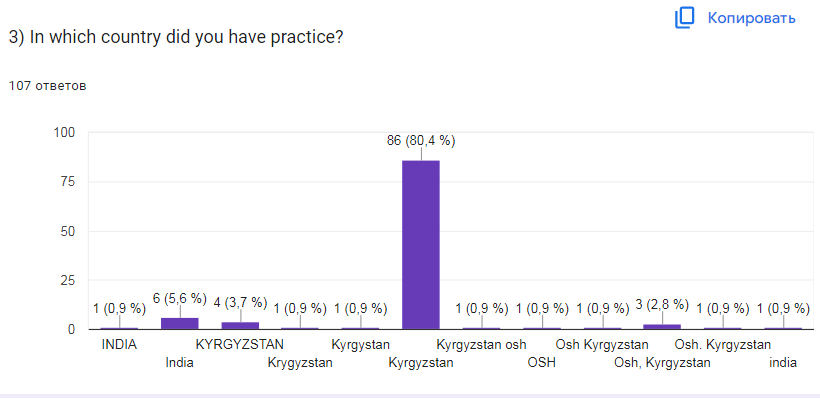 Копировать
3) In which country did you have practice?
107 ответов
100
75
50
25
0
1 (0,9 %)
6 (5,6 %)
4 (3,7 %)
1 (0,9 %)
1 (0,9 %)
86 (80,4 %)
1 (0,9 %)
1 (0,9 %)
1 (0,9 %)
3 (2,8 %)
1 (0,9 %)
1 (0,9 %)
INDIA
India
KYRGYZSTAN
Krygyzstan
Kyrgystan
Kyrgyzstan
Kyrgyzstan osh
OSH
Osh Kyrgyzstan
Osh, Kyrgyzstan
Osh. Kyrgyzstan
india